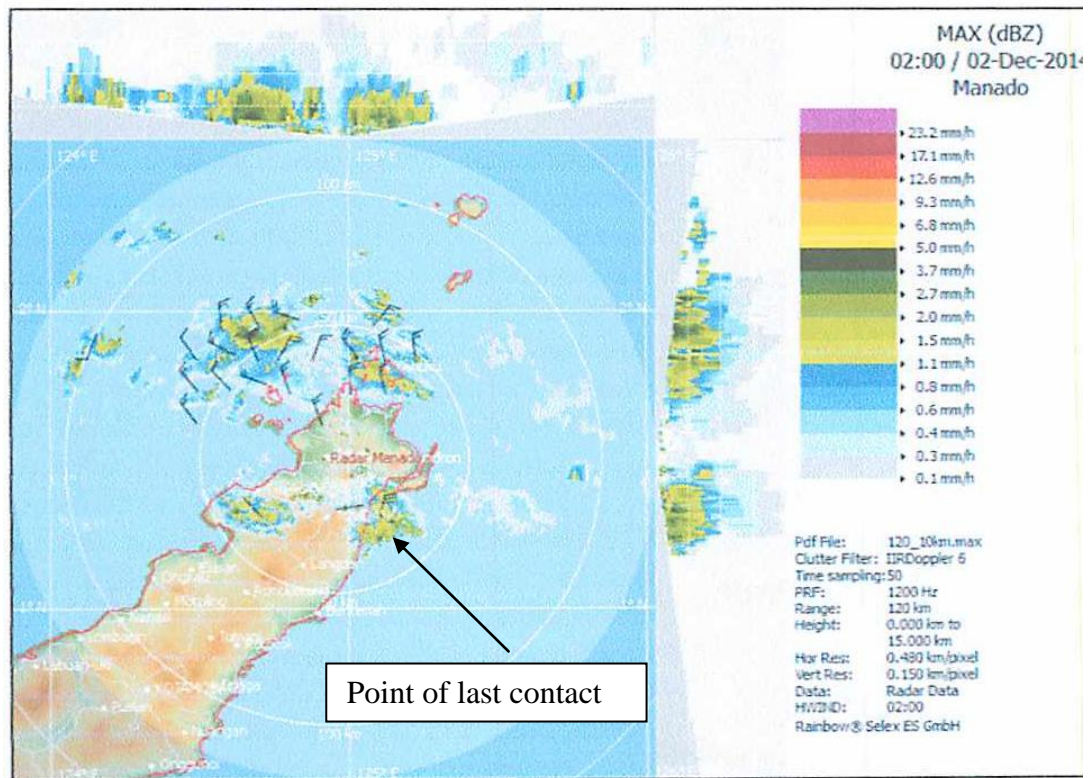 MAX (dBZ)
02:00 / 02-Dec-2014
Manado
124° E
125° E
100 km
23.2 mm/h
17.1 mm/h
12.6 mm/h
9.3 mm/h
6.8 mm/h
5.0 mm/h
3.7 mm/h
2.7 mm/h
2.0 mm/h
1.5 mm/h
1.1 mm/h
0.8 mm/h
0.6 mm/h
0.4 mm/h
0.3 mm/h
0.1 mm/h
Radar Manado
Point of last contact
100 km
Pdf File: 120_10km.max
Clutter Filter: IIRDoppler 6
Time sampling: 50
PRF: 1200 Hz
Range: 120 km
Height: 0.000 km to
15.000 km
Hor Res: 0.480 km/pixel
Vert Res: 0.150 km/pixel
Data: Radar Data
HWIND: 02:00
Rainbow® Selex ES GmbH